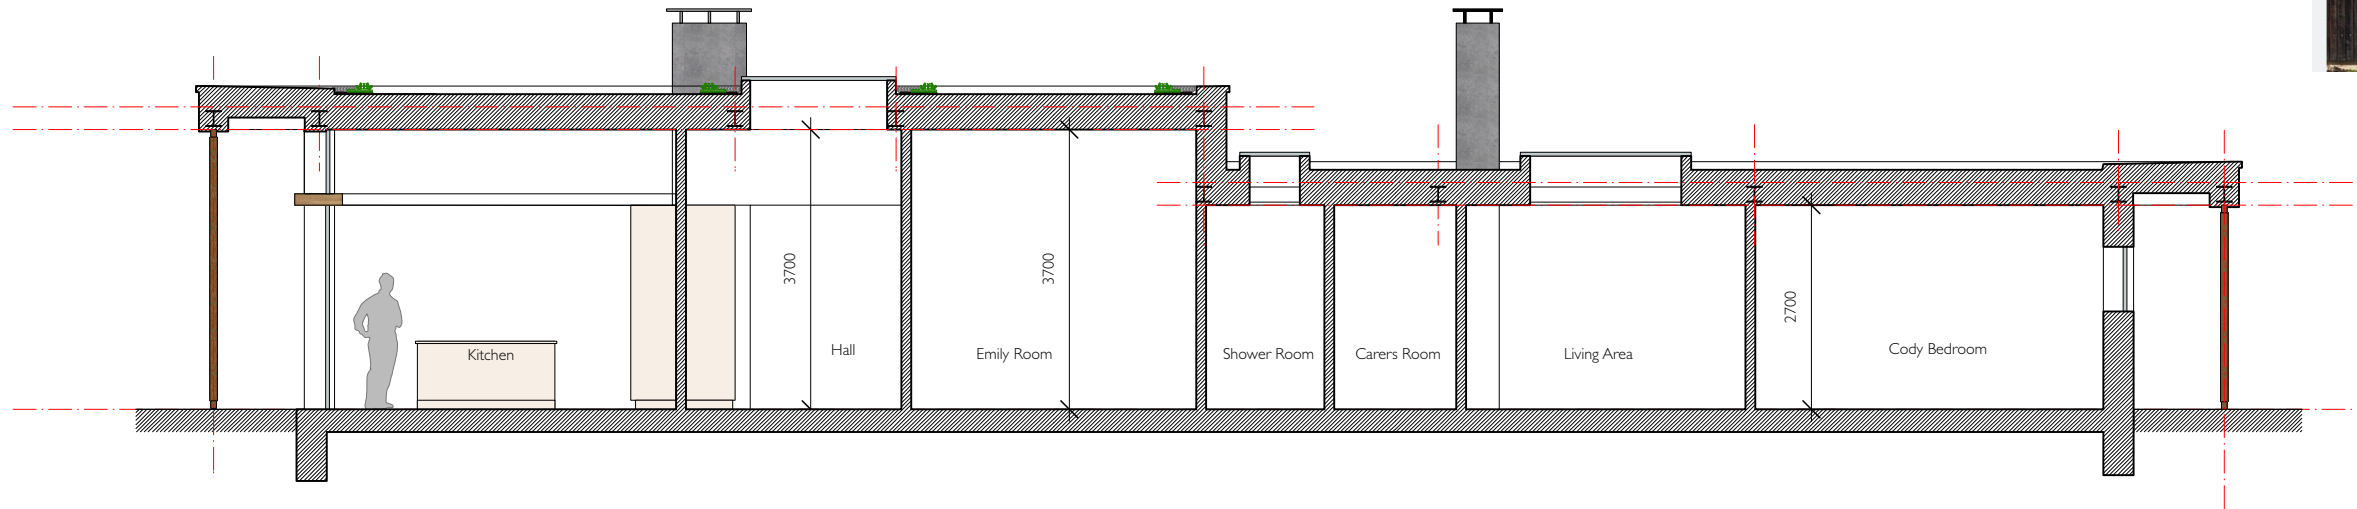 3700
3700
2700
Kitchen
Hall
Emily Room
Shower Room
Carers Room
Living Area
Cody Bedroom